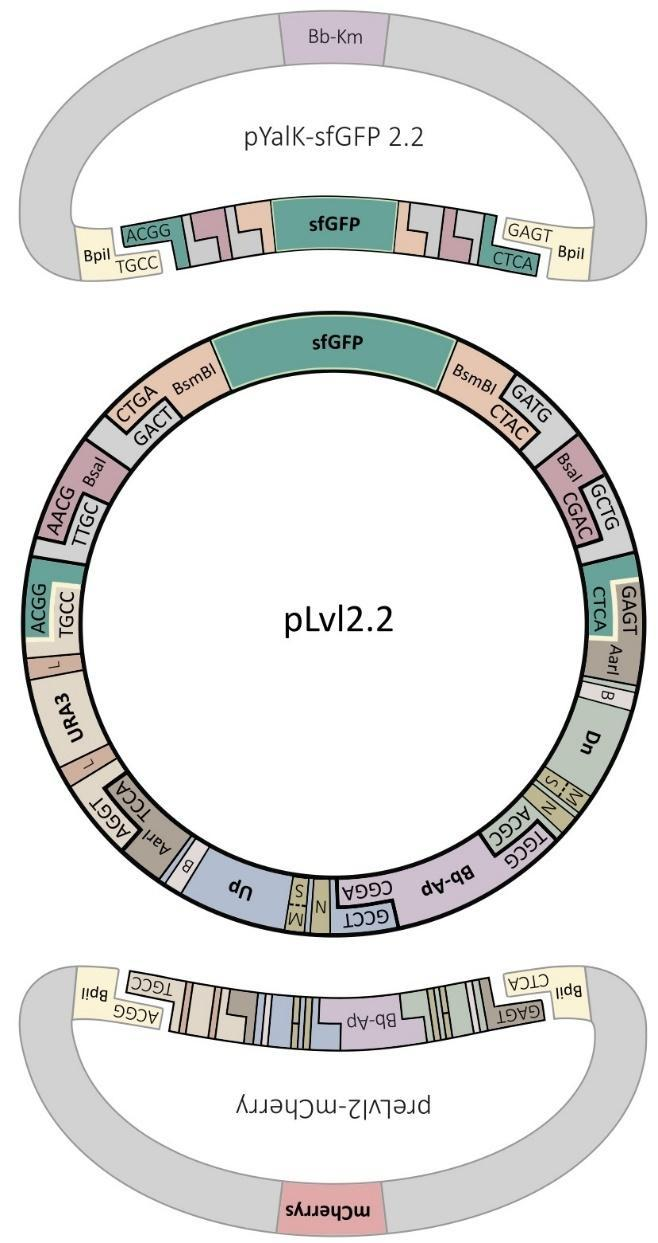 Bb-Km
pYalK-sfGFP 2.2
BpiI
TGCC
ACGG
sfGFP
GAGT
CTCA
BpiI
sfGFP
BsmBI
CTGA
GACT
BsmBI
GATG
CTAC
BsaI
AACG
TTGC
BsaI
GCTG
CGAC
ACGG
TGCC
pLvl2.2
CTCA
GAGT
AarI
L
B
URA3
Dn
L
M
S
N
AGGT
TCCA
AarI
ACGC
TGCG
B
Up
S
M
N
CGGA
GCCT
Bb-Ap
BpiI
ACGG
TGCC
Bb-Ap
CTCA
GAGT
BpiI
preLvl2-mCherry
mCherrys